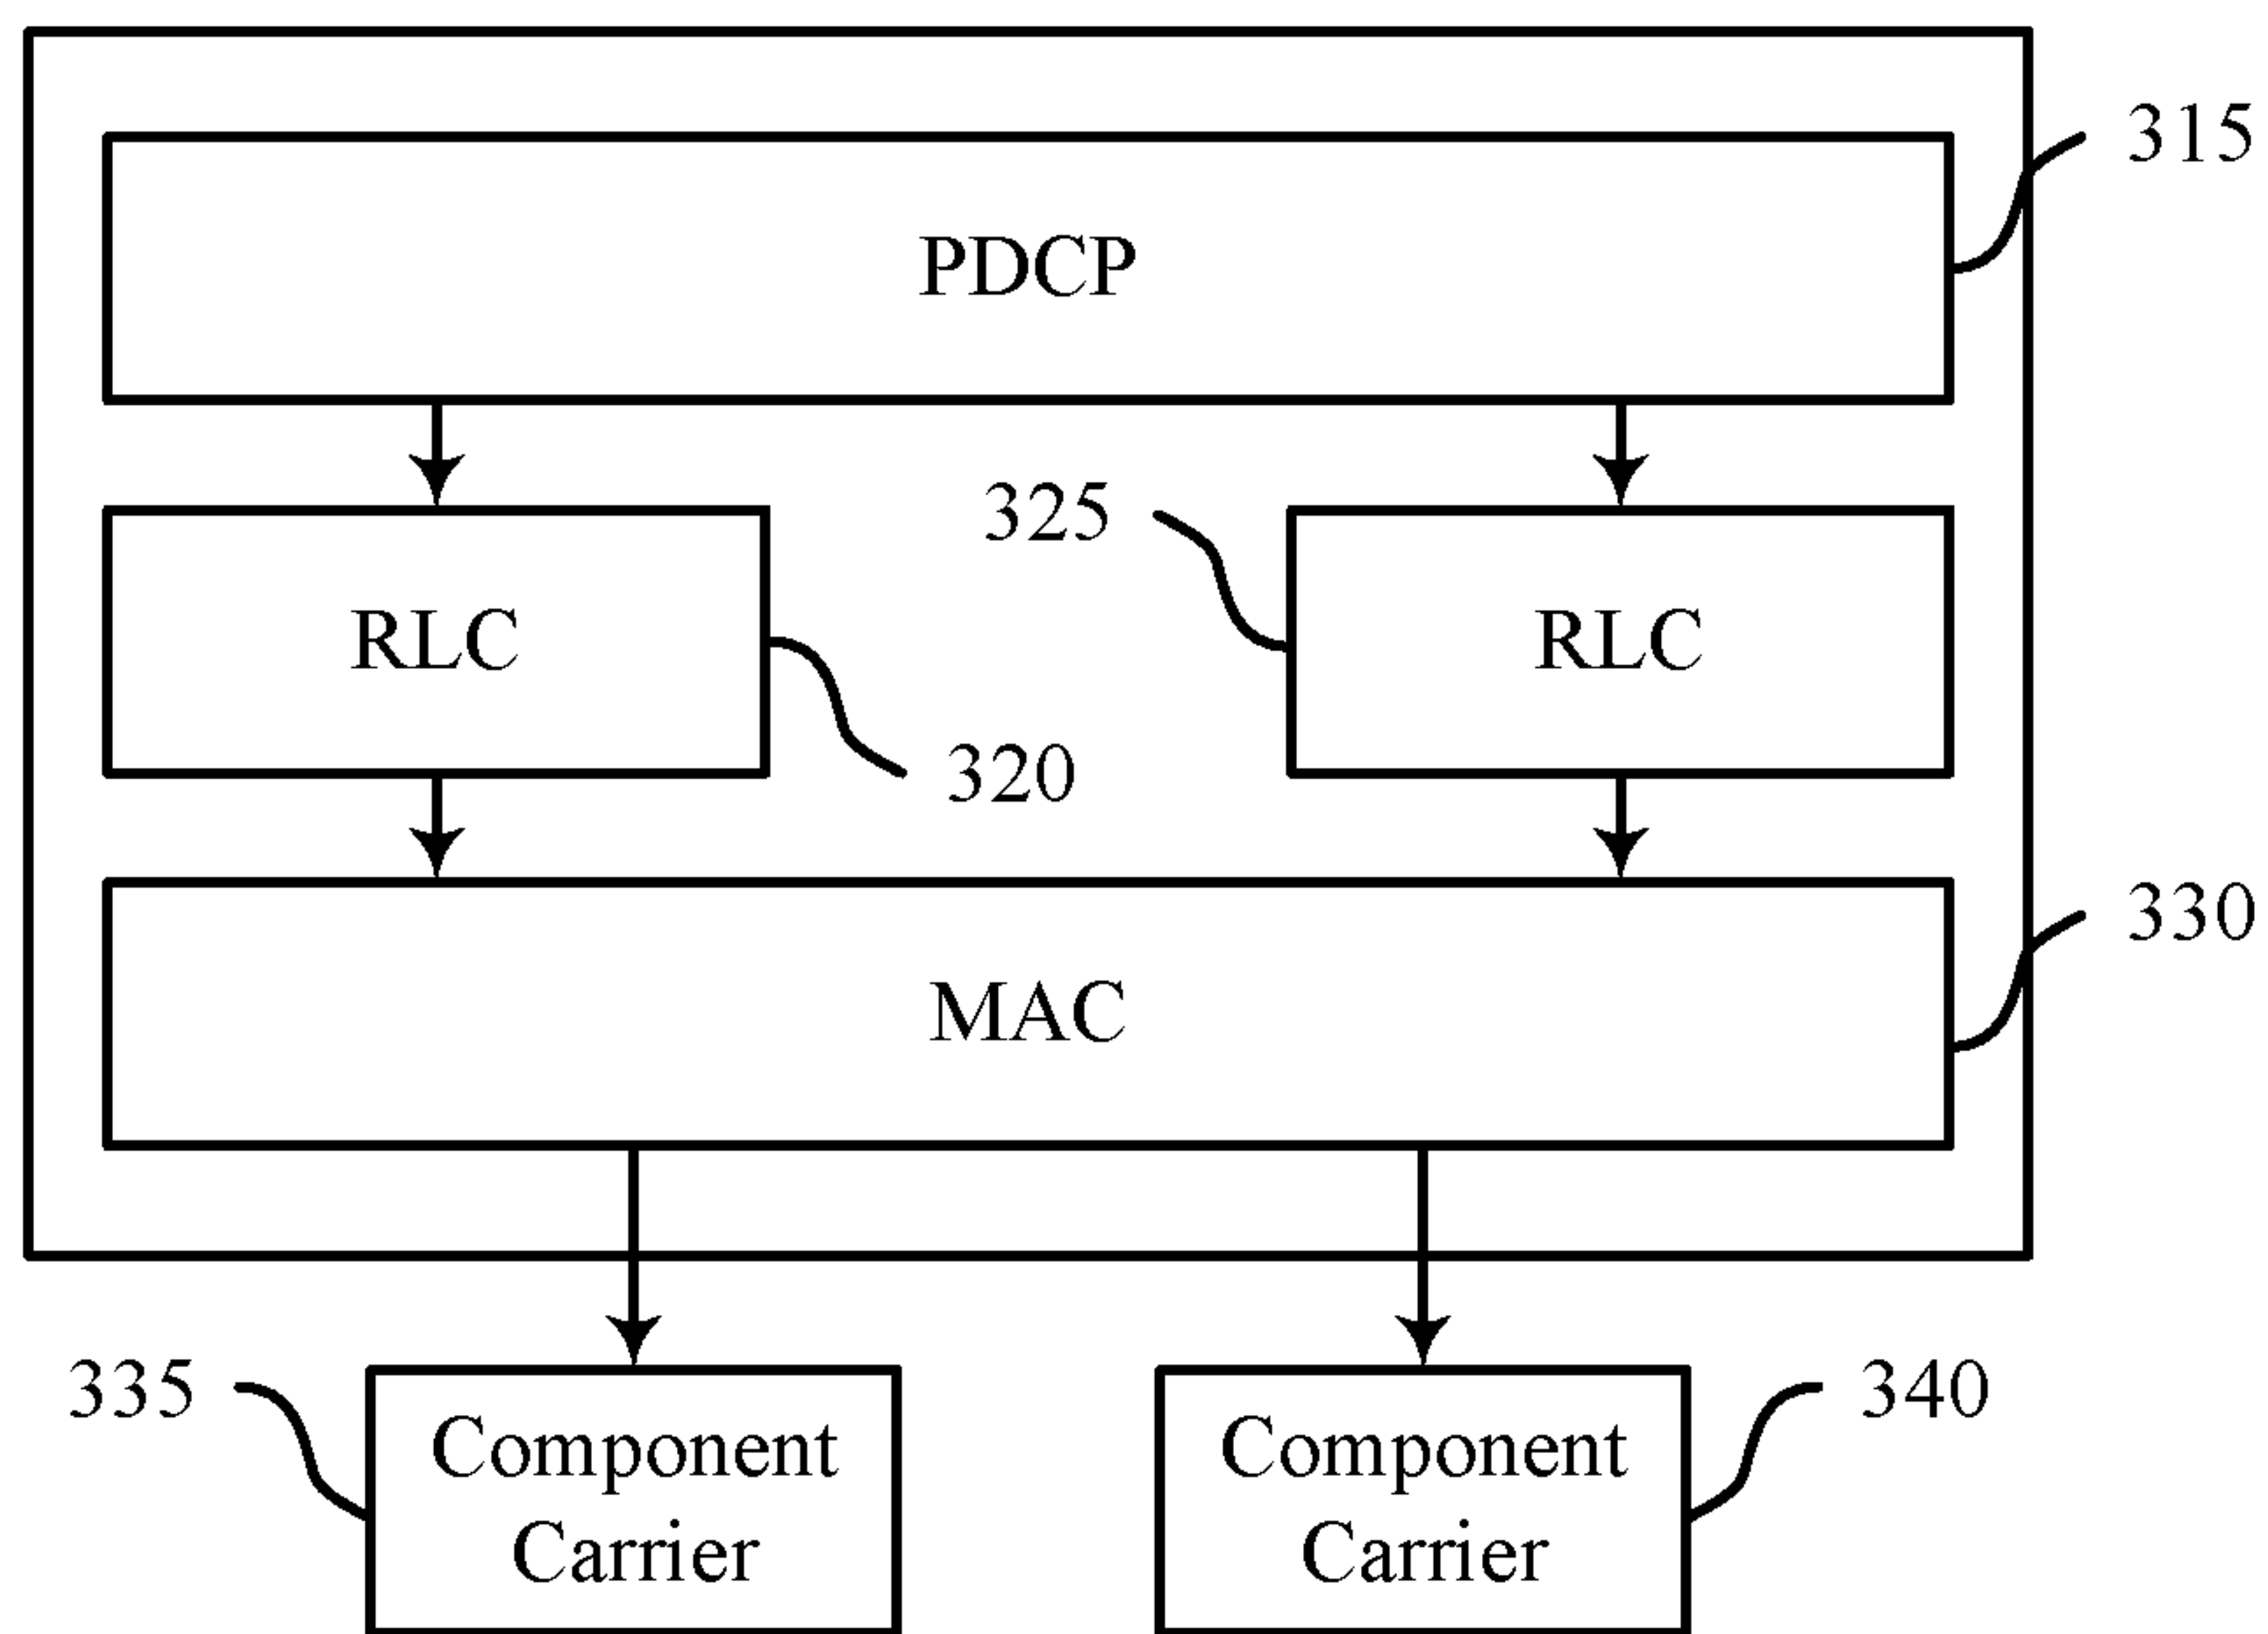 315
PDCP
325
RLC
RLC
320
330
MAC
335
340
Component
Carrier
Component
Carrier